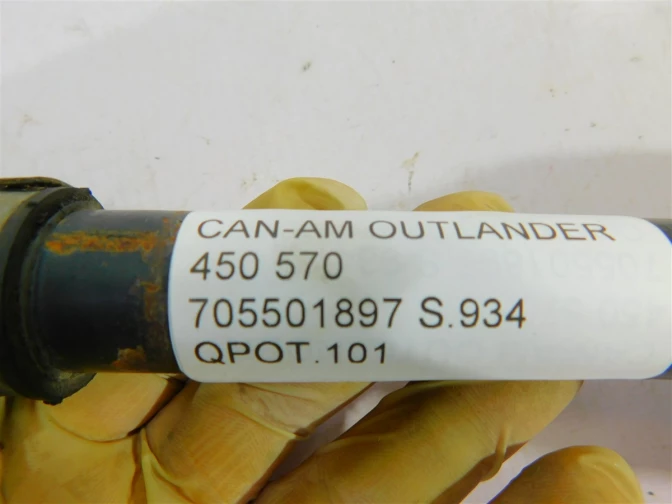 CAN-AM OUTLANDER
450 570
705501897 S.934
QPOT.101